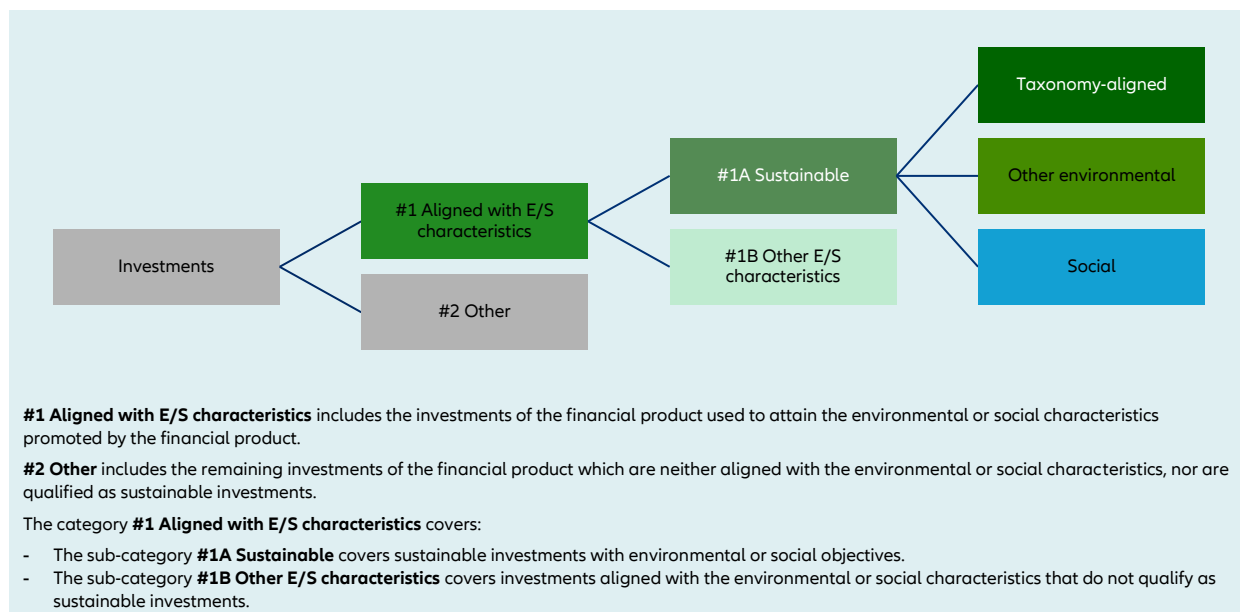 Taxonomy-aligned
#1A Sustainable
Other environmental
#1 Aligned with E/S
characteristics
#1B Other E/S
characteristics
Investments
Social
#2 Other
#1 Aligned with E/S characteristics includes the investments of the financial product used to attain the environmental or social characteristics
promoted by the financial product.
#2 Other includes the remaining investments of the financial product which are neither aligned with the environmental or social characteristics, nor are
qualified as sustainable investments.
The category #1 Aligned with E/S characteristics covers:
- The sub-category #1A Sustainable covers sustainable investments with environmental or social objectives.
- The sub-category #1B Other E/S characteristics covers investments aligned with the environmental or social characteristics that do not qualify as
sustainable investments.